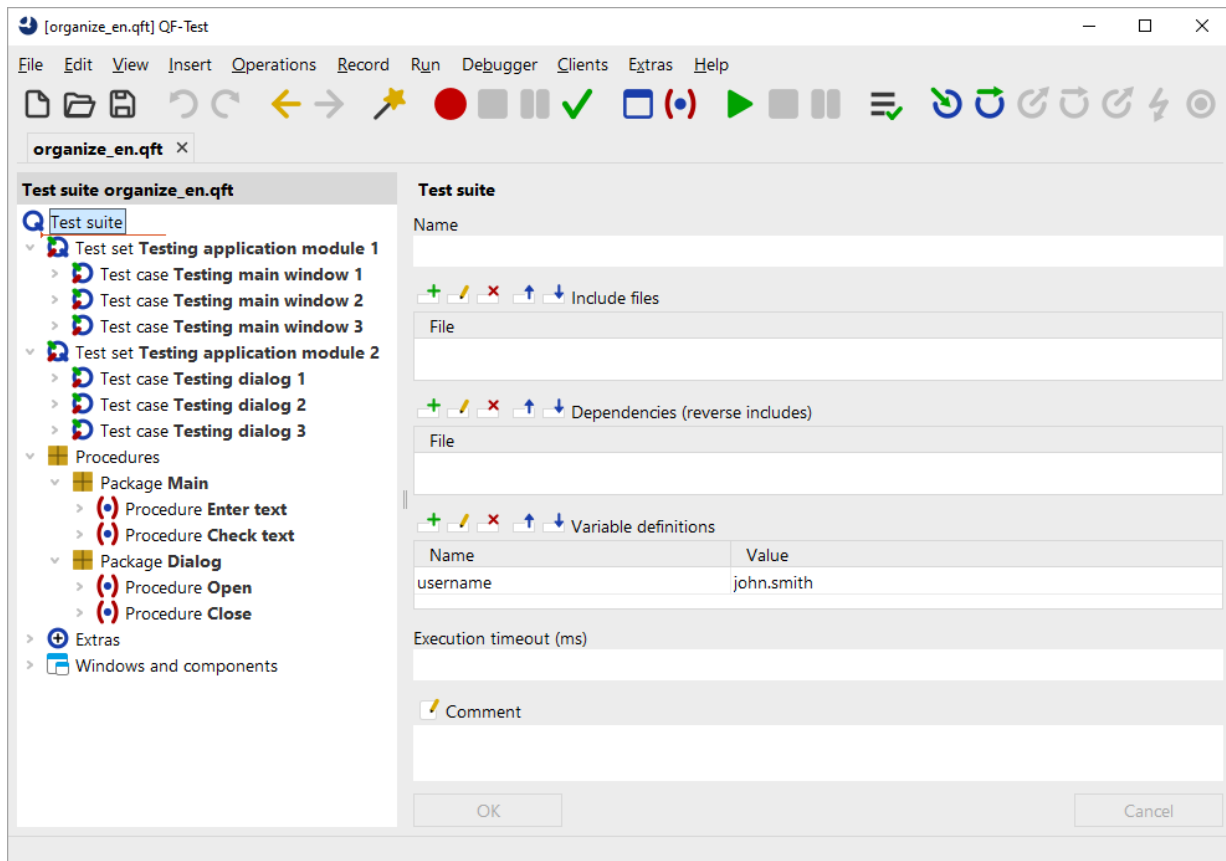 [organize_en.qft] QF-Test
File Edit View Insert Operations Record Run Debugger Clients Extras Help
organize_en.qft
Test suite organize_en.qft
Test suite
Test set Testing application module 1
Test case Testing main window 1
Test case Testing main window 2
Test case Testing main window 3
Test set Testing application module 2
Test case Testing dialog 1
Test case Testing dialog 2
Test case Testing dialog 3
Procedures
Package Main
Procedure Enter text
Procedure Check text
Package Dialog
Procedure Open
Procedure Close
Extras
Windows and components
Test suite
Name
Include files
File
Dependencies (reverse includes)
File
Variable definitions
Name Value
username john.smith
Execution timeout (ms)
Comment
OK Cancel